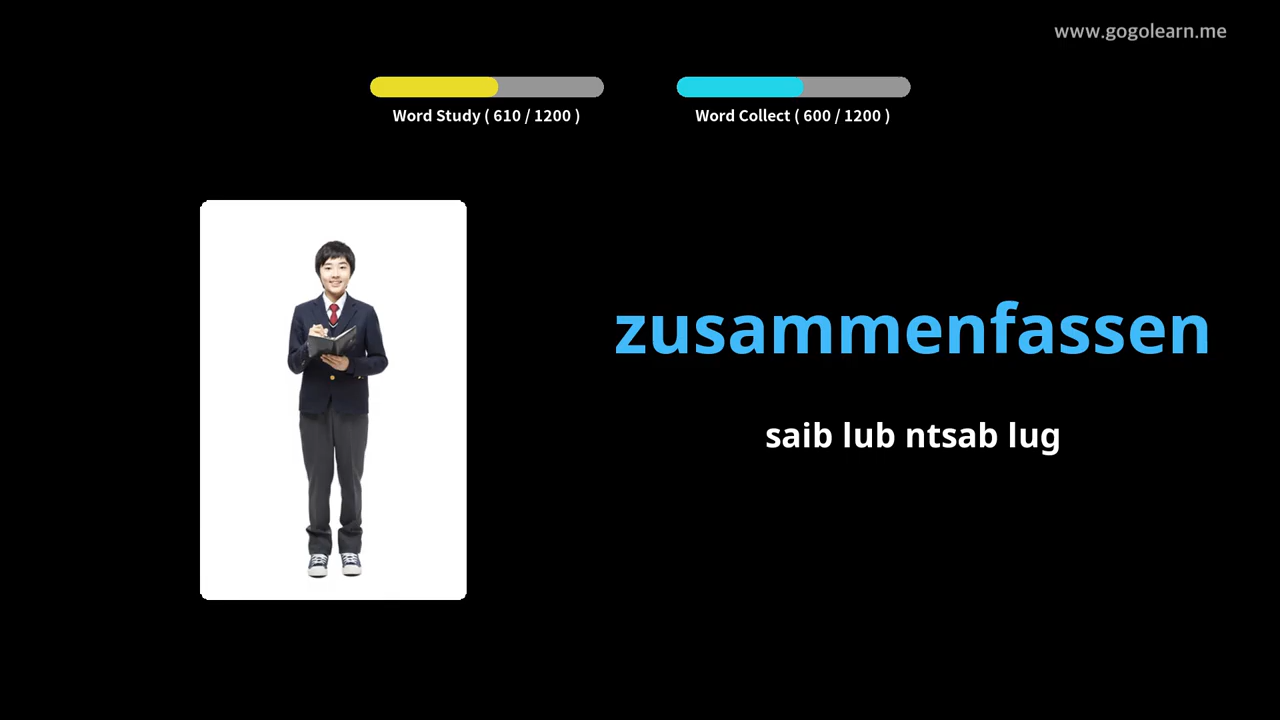 www.gogolearn.me
Word Study ( 610 / 1200 )
Word Collect ( 600 / 1200 )
zusammenfassen
saib lub ntsab lug